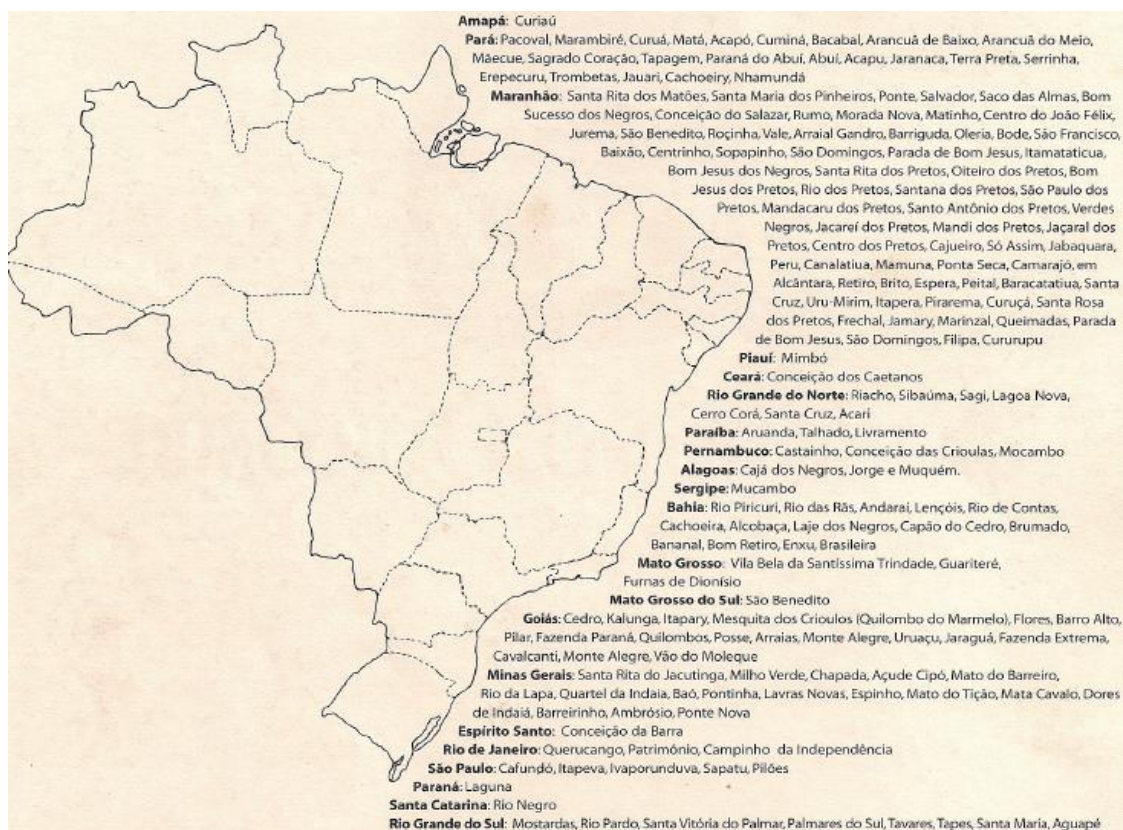 Amapá: Curiaú
Pará: Pacoval, Marambiré, Curuá, Matá, Acapó, Cuminá, Bacabal, Arancuã de Baixo, Arancuã do Meio,
Máecue, Sagrado Coração, Tapagem, Paraná do Abuí, Abuí, Acapu, Jaranaca, Terra Preta, Serrinha,
Erepecuru, Trombetas, Jauari, Cachoeiry, Nhamundá
Maranhão: Santa Rita dos Matões, Santa Maria dos Pinheiros, Ponte, Salvador, Saco das Almas, Bom
Sucesso dos Negros, Conceição do Salazar, Rumo, Morada Nova, Matinho, Centro do João Félix,
Jurema, São Benedito, Roçinha, Vale, Arraial Gandro, Barriguda, Oleria, Bode, São Francisco,
Baixão, Centrinho, Sopapinho, São Domingos, Parada de Bom Jesus, Itamataticua,
Bom Jesus dos Negros, Santa Rita dos Pretos, Oiteiro dos Pretos, Bom
Jesus dos Pretos, Rio dos Pretos, Santana dos Pretos, São Paulo dos
Pretos, Mandacaru dos Pretos, Santo Antônio dos Pretos, Verdes
Negros, Jacareí dos Pretos, Mandi dos Pretos, Jaçaral dos
Pretos, Centro dos Pretos, Cajueiro, Só Assim, Jabaquara,
Peru, Canalatiua, Mamuna, Ponta Seca, Camarajó, em
Alcântara, Retiro, Brito, Espera, Peital, Baracatatiua, Santa
Cruz, Uru-Mirim, Itapera, Pirarema, Curuçá, Santa Rosa
dos Pretos, Frechal, Jamary, Marinzal, Queimadas, Parada
de Bom Jesus, São Domingos, Filipa, Cururupu
Piauí: Mimbó
Ceará: Conceição dos Caetanos
Rio Grande do Norte: Riacho, Sibaúma, Sagi, Lagoa Nova,
Cerro Corá, Santa Cruz, Acari
Paraíba: Aruanda, Talhado, Livramento
Pernambuco: Castainho, Conceição das Crioulas, Mocambo
Alagoas: Cajá dos Negros, Jorge e Muquém.
Sergipe: Mucambo
Bahia: Rio Piricuri, Rio das Rãs, Andaraí, Lençóis, Rio de Contas,
Cachoeira, Alcobaça, Laje dos Negros, Capão do Cedro, Brumado,
Bananal, Bom Retiro, Enxu, Brasileira
Mato Grosso: Vila Bela da Santíssima Trindade, Guariteré,
Furnas de Dionísio
Mato Grosso do Sul: São Benedito
Goiás: Cedro, Kalunga, Itapary, Mesquita dos Crioulos (Quilombo do Marmelo), Flores, Barro Alto,
Pilar, Fazenda Paraná, Quilombos, Posse, Arraias, Monte Alegre, Uruaçu, Jaraguá, Fazenda Extrema,
Cavalcanti, Monte Alegre, Vão do Moleque
Minas Gerais: Santa Rita do Jacutinga, Milho Verde, Chapada, Açude Cipó, Mato do Barreiro,
Rio da Lapa, Quartel da Indaia, Baó, Pontinha, Lavras Novas, Espinho, Mato do Tição, Mata Cavalo, Dores
de Indaiá, Barreirinho, Ambrósio, Ponte Nova
Espírito Santo: Conceição da Barra
Rio de Janeiro: Querucango, Patrimônio, Campinho da Independência
São Paulo: Cafundó, Itapeva, Ivaporunduva, Sapatu, Pilões
Paraná: Laguna
Santa Catarina: Rio Negro
Rio Grande do Sul: Mostardas, Rio Pardo, Santa Vitória do Palmar, Palmares do Sul, Tavares, Tapes, Santa Maria, Aguapé